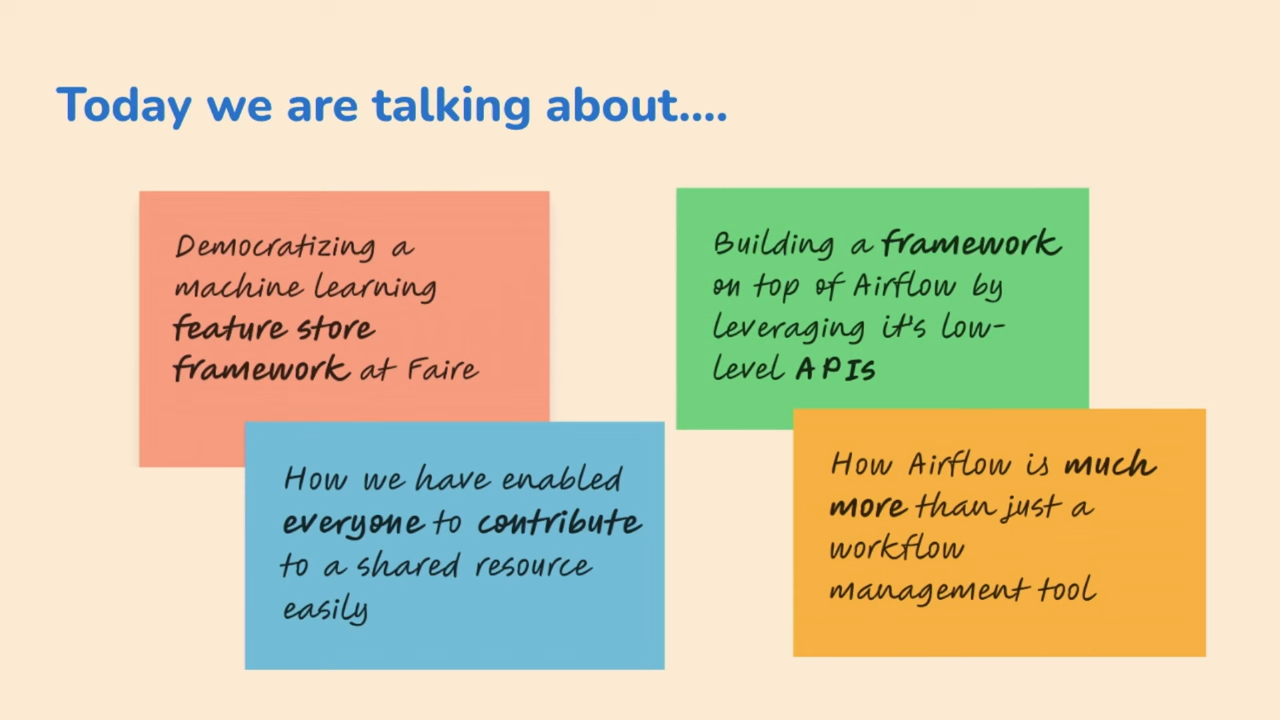 Today we are talking about....
Democratizing a
machine learning
feature store
framework at Faire
How we have enabled
everyone to contribute
to a shared resource
easily
Building a framework
on top of Airflow by
leveraging it's low-
level APIs
How Airflow is much
more than just a
workflow
management tool